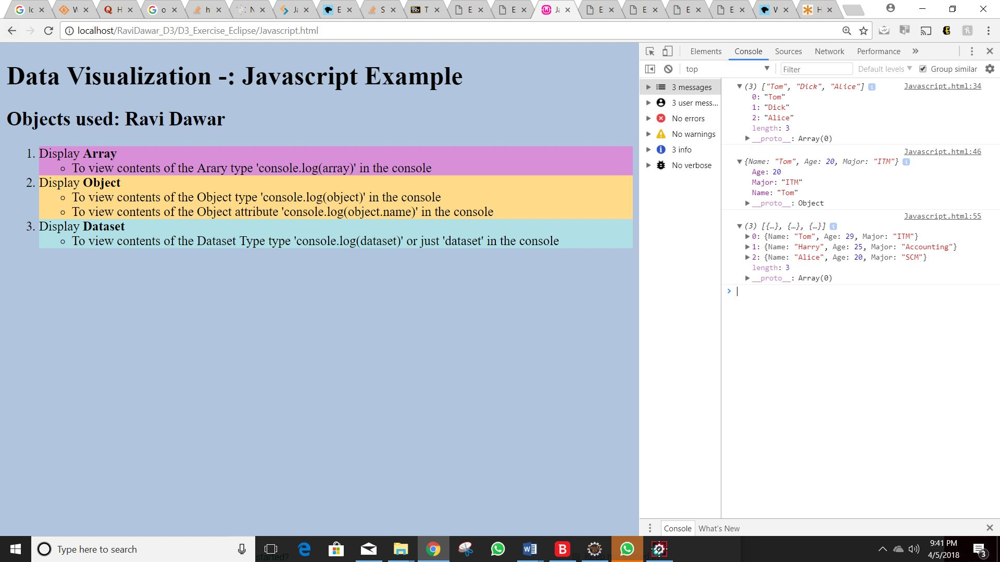 Ic
W
H
o
h
N
Ja
E
S
T
E
E
Ja
E
E
E
E
W
H
localhost/RaviDawar_D3/D3_Exercise_Eclipse/Javascript.html
Data Visualization -: Javascript Example
Objects used: Ravi Dawar
1. Display Array
To view contents of the Arary type 'console.log(array)' in the console
2. Display Object
To view contents of the Object type 'console.log(object)' in the console
To view contents of the Object attribute 'console.log(object.name)' in the console
3. Display Dataset
To view contents of the Dataset Type type 'console.log(dataset)' or just 'dataset' in the console
Elements Console Sources Network Performance »
top Filter Default levels Group similar
3 messages
3 user mess...
No errors
No warnings
3 info
No verbose
(3) ["Tom", "Dick", "Alice"] Javascript.html:34
0: "Tom"
1: "Dick"
2: "Alice"
length: 3
__proto__: Array(0)
Javascript.html:46
{Name: "Tom", Age: 20, Major: "ITM"}
Age: 20
Major: "ITM"
Name: "Tom"
__proto__: Object
Javascript.html:55
(3) [{…}, {…}, {…}]
0: {Name: "Tom", Age: 29, Major: "ITM"}
1: {Name: "Harry", Age: 25, Major: "Accounting"}
2: {Name: "Alice", Age: 20, Major: "SCM"}
length: 3
__proto__: Array(0)
Console What's New
Type here to search
started?
9:41 PM
4/5/2018
3